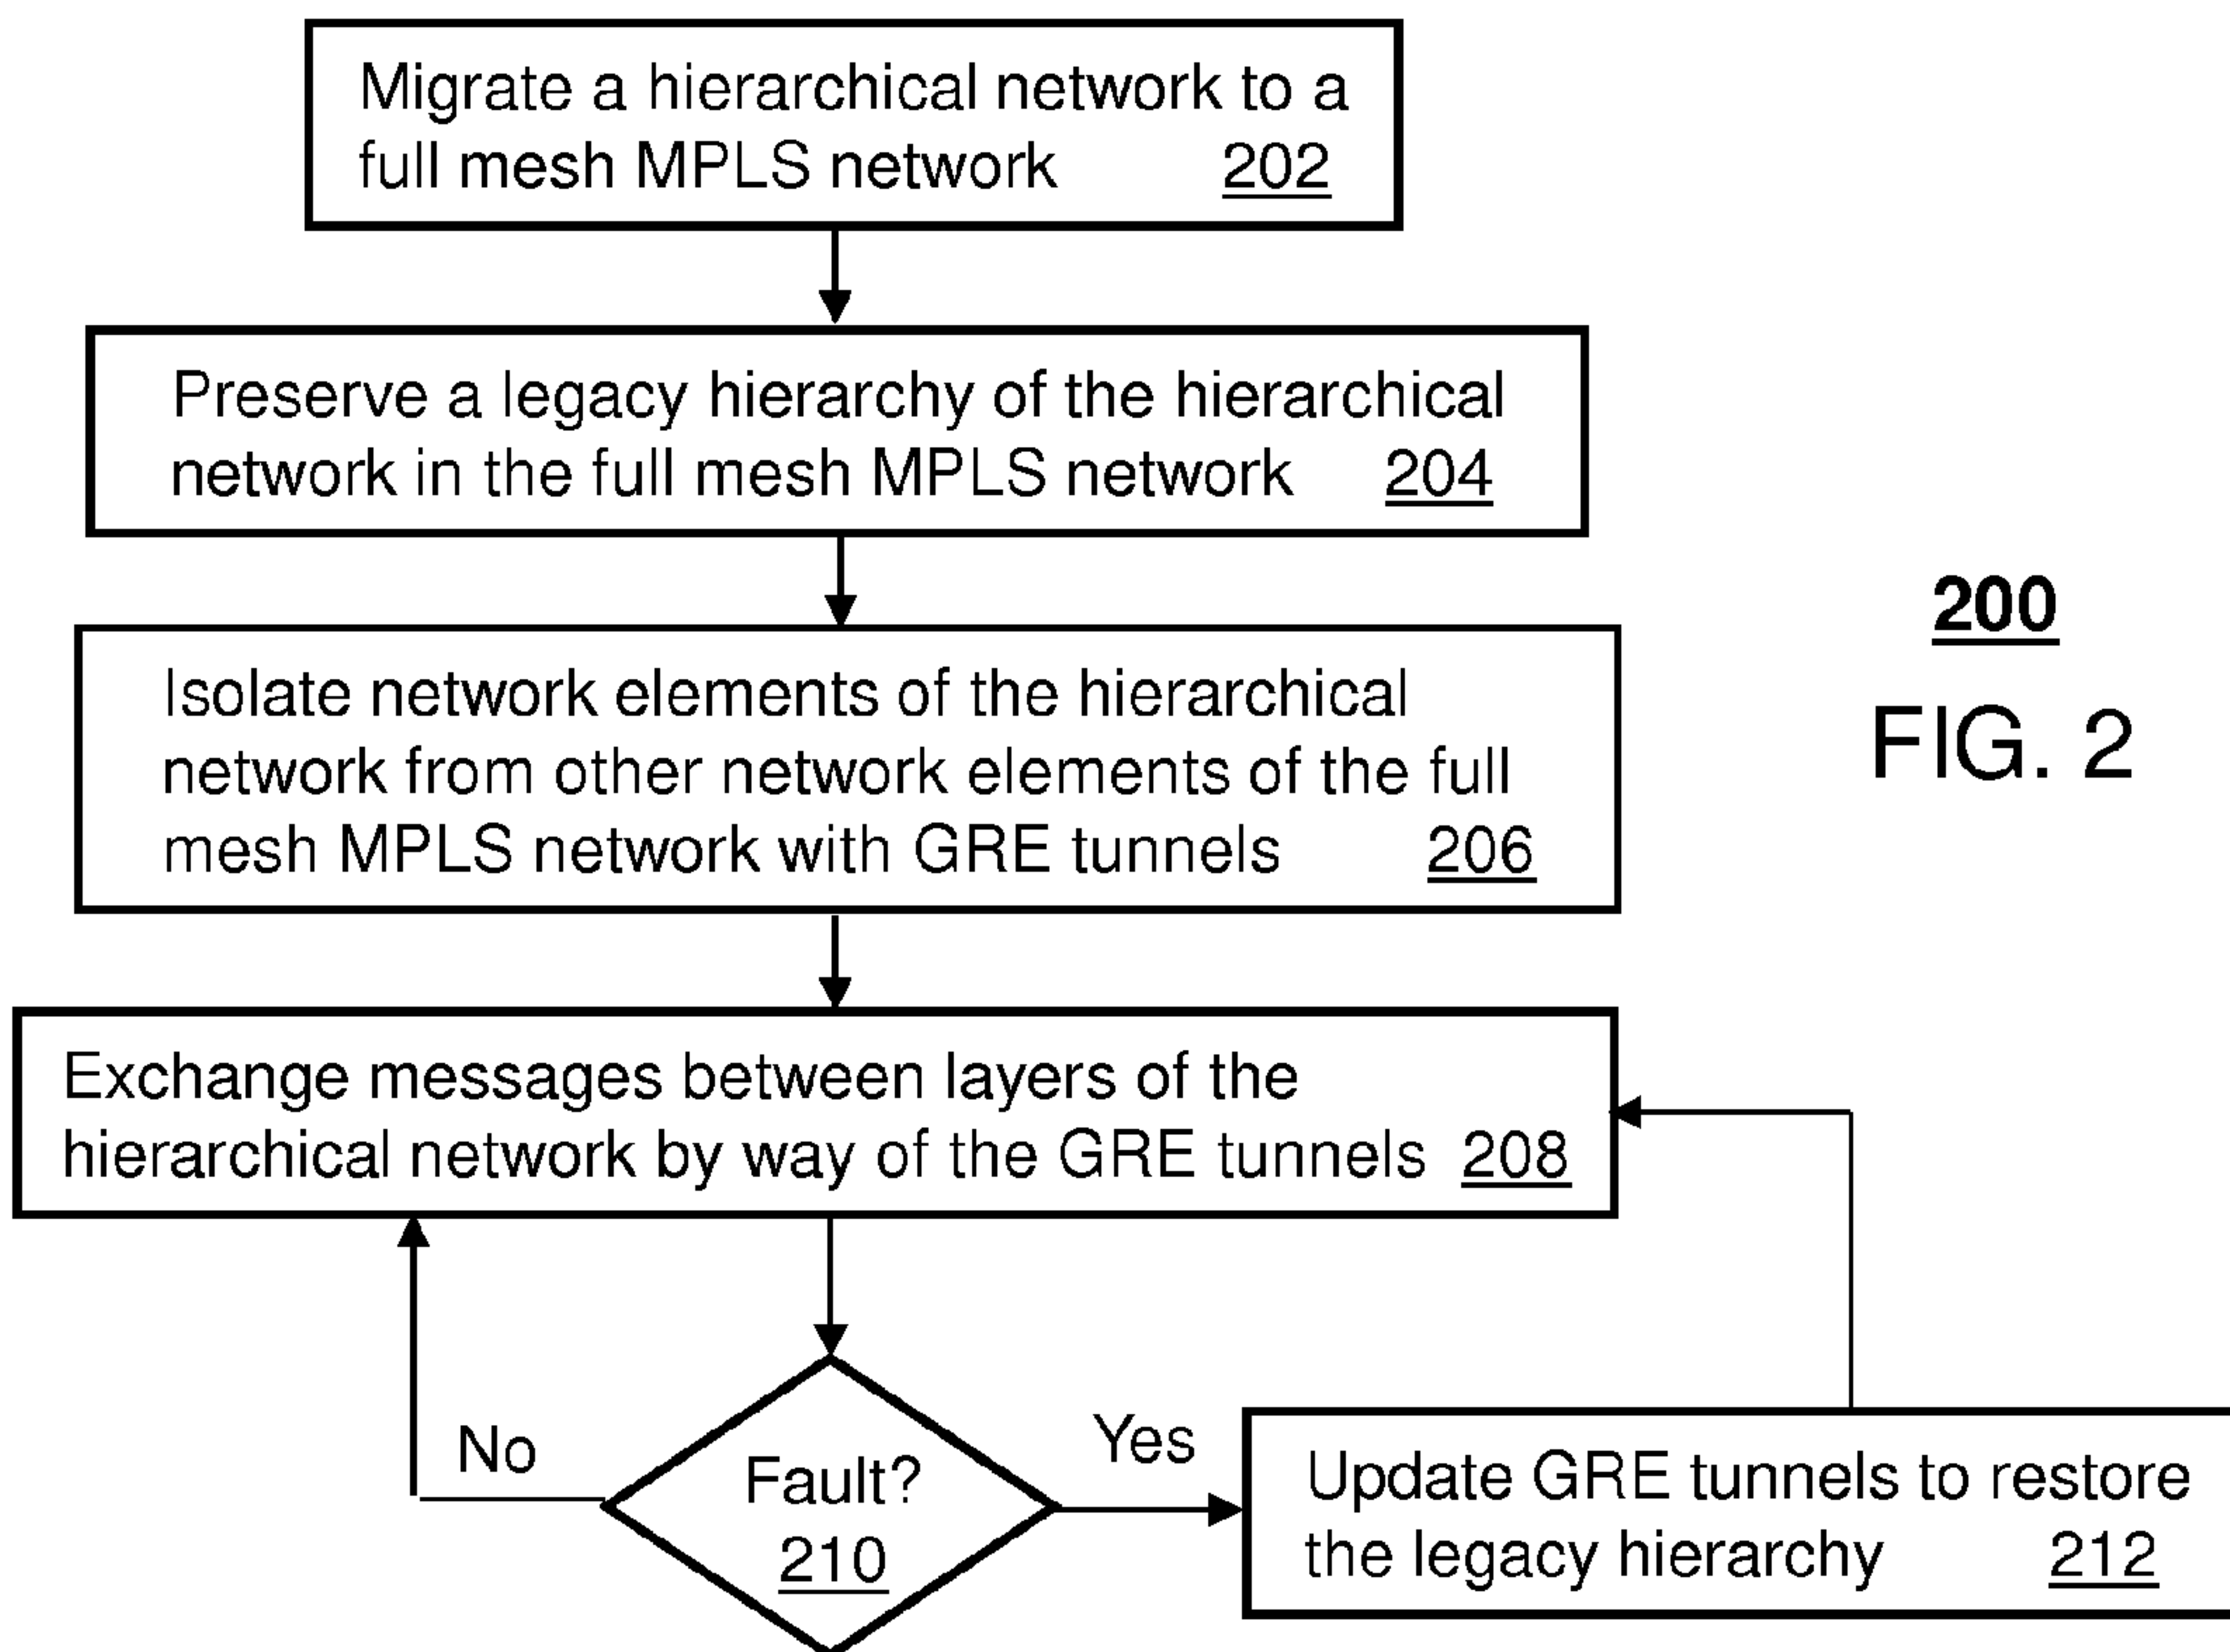 Migrate a hierarchical network to a
full mesh MPLS network 202
Preserve a legacy hierarchy of the hierarchical
network in the full mesh MPLS network 204
Isolate network elements of the hierarchical
network from other network elements of the full
mesh MPLS network with GRE tunnels 206
200
FIG. 2
Exchange messages between layers of the
hierarchical network by way of the GRE tunnels 208
No
Fault?
210
Yes
Update GRE tunnels to restore
the legacy hierarchy 212